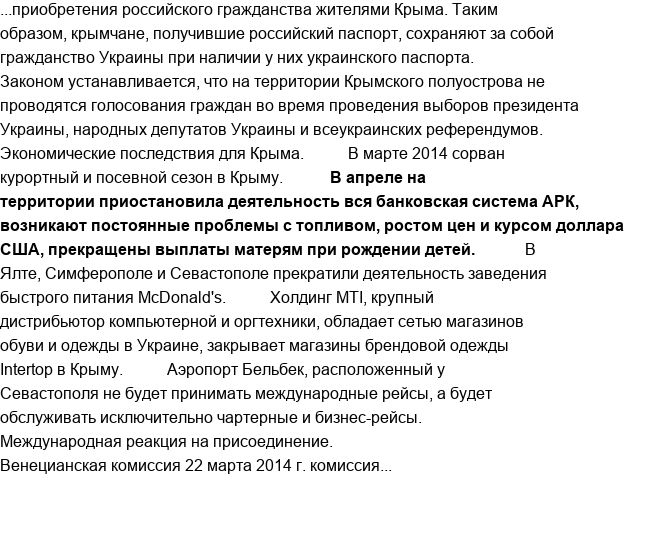 ...приобретения российского гражданства жителями Крыма. Таким
образом, крымчане, получившие российский паспорт, сохраняют за собой
гражданство Украины при наличии у них украинского паспорта.
Законом устанавливается, что на территории Крымского полуострова не
проводятся голосования граждан во время проведения выборов президента
Украины, народных депутатов Украины и всеукраинских референдумов.
Экономические последствия для Крыма. В марте 2014 сорван
курортный и посевной сезон в Крыму. В апреле на
территории приостановила деятельность вся банковская система АРК,
возникают постоянные проблемы с топливом, ростом цен и курсом доллара
США, прекращены выплаты матерям при рождении детей. В
Ялте, Симферополе и Севастополе прекратили деятельность заведения
быстрого питания McDonald's. Холдинг MTI, крупный
дистрибьютор компьютерной и оргтехники, обладает сетью магазинов
обуви и одежды в Украине, закрывает магазины брендовой одежды
Intertop в Крыму. Аэропорт Бельбек, расположенный у
Севастополя не будет принимать международные рейсы, а будет
обслуживать исключительно чартерные и бизнес-рейсы.
Международная реакция на присоединение.
Венецианская комиссия 22 марта 2014 г. комиссия...